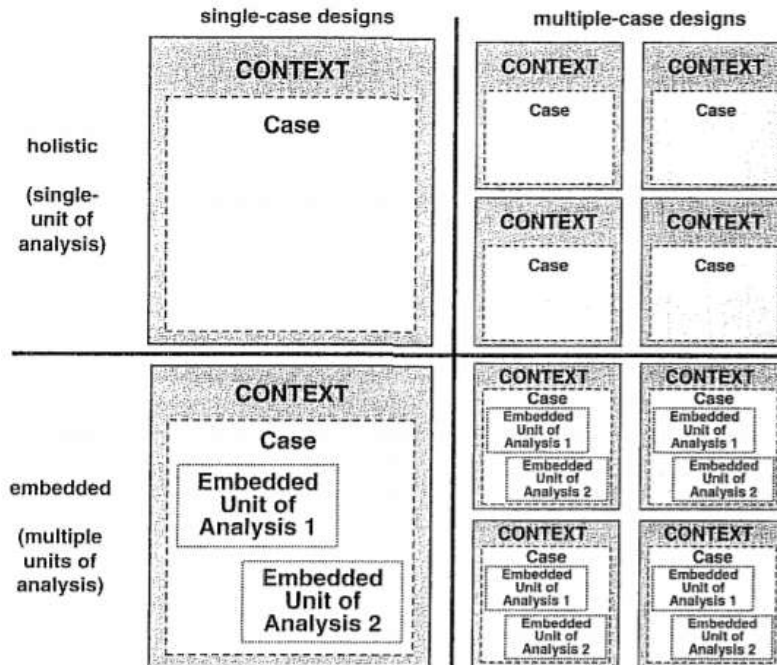 single-case designs
multiple-case designs
holistic
(single-
unit of
analysis)
CONTEXT
Case
CONTEXT
Case
CONTEXT
Case
CONTEXT
Case
CONTEXT
Case
embedded
(multiple
units of
analysis)
CONTEXT
Case
Embedded
Unit of
Analysis 1
Embedded
Unit of
Analysis 2
CONTEXT
Case
Embedded
Unit of
Analysis 1
Embedded
Unit of
Analysis 2
CONTEXT
Case
Embedded
Unit of
Analysis 1
Embedded
Unit of
Analysis 2
CONTEXT
Case
Embedded
Unit of
Analysis 1
Embedded
Unit of
Analysis 2
CONTEXT
Case
Embedded
Unit of
Analysis 1
Embedded
Unit of
Analysis 2